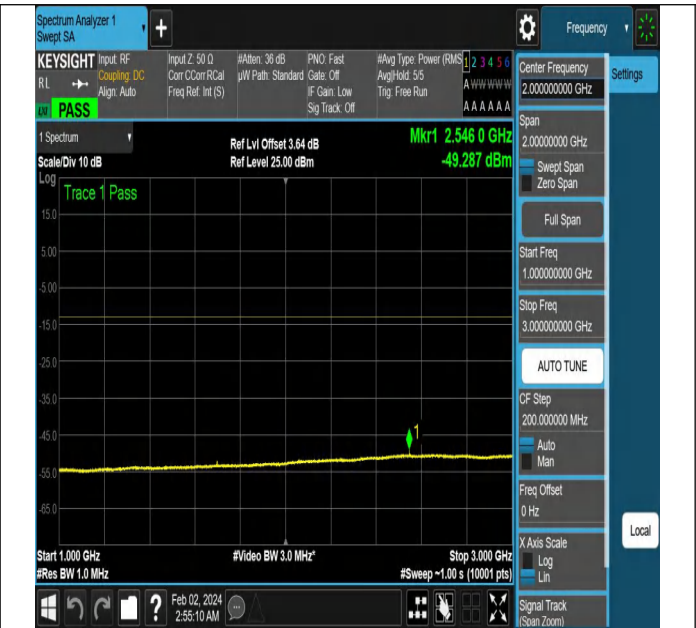 Spectrum Analyzer 1
Swept SA
Frequency
KEYSIGHT
RL
PASS
Input: RF
Coupling: DC
Align: Auto
Input Z: 50 Ω
Corr CCorr RCal
Freq Ref: Int (S)
#Atten: 36 dB
µW Path: Standard
PNO: Fast
Gate: Off
IF Gain: Low
Sig Track: Off
#Avg Type: Power (RMS
Avg|Hold: 5/5
Trig: Free Run
1 2 3 4 5 6
A W W W W W
A A A A A A
1 Spectrum
Scale/Div 10 dB
Ref Lvl Offset 3.64 dB
Ref Level 25.00 dBm
Mkr1 2.546 0 GHz
-49.287 dBm
Log
Trace 1 Pass
15.0
5.00
-5.00
-15.0
-25.0
-35.0
-45.0
-55.0
-65.0
1
Start 1.000 GHz
#Res BW 1.0 MHz
#Video BW 3.0 MHz*
Stop 3.000 GHz
#Sweep ~1.00 s (10001 pts)
?
Feb 02, 2024
2:55:10 AM
Center Frequency
2.000000000 GHz
Settings
Span
2.00000000 GHz
Swept Span
Zero Span
Full Span
Start Freq
1.000000000 GHz
Stop Freq
3.000000000 GHz
AUTO TUNE
CF Step
200.000000 MHz
Auto
Man
Freq Offset
0 Hz
Local
X Axis Scale
Log
Lin
Signal Track
(Span Zoom)